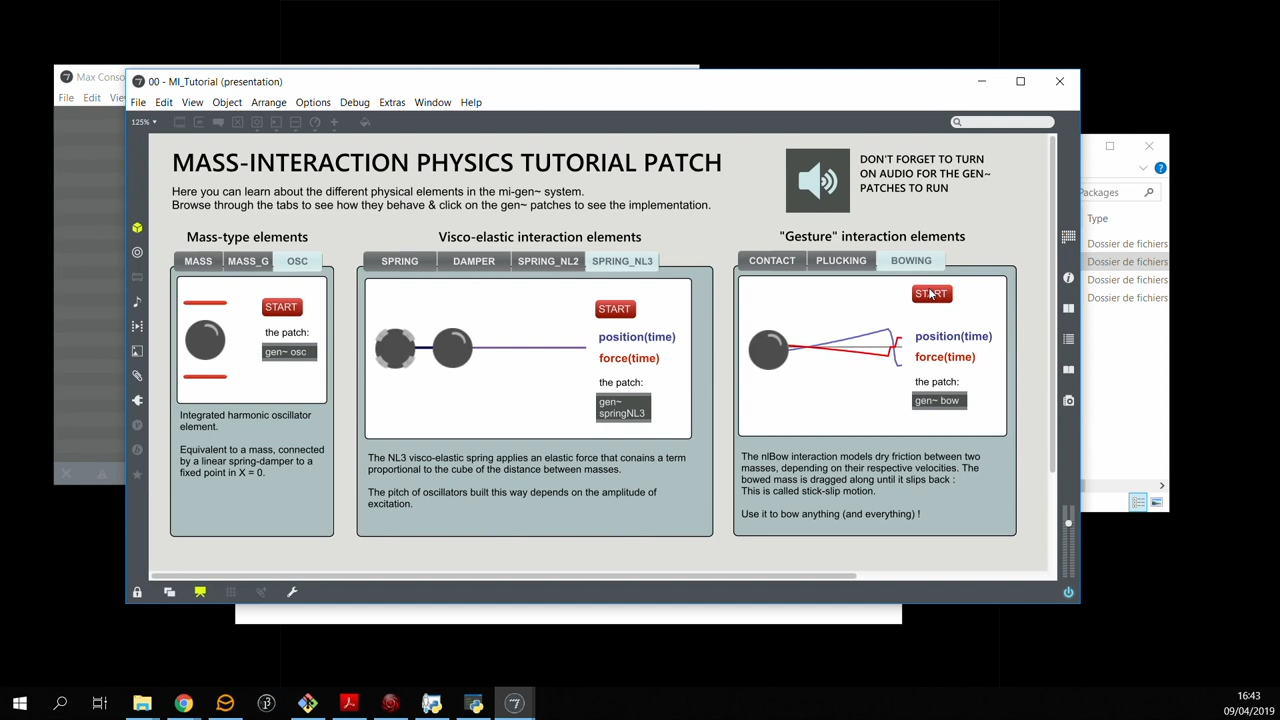 Max Conso
File Edit Vie
00 - MI_Tutorial (presentation)
File Edit View Object Arrange Options Debug Extras Window Help
125%
MASS-INTERACTION PHYSICS TUTORIAL PATCH
Here you can learn about the different physical elements in the mi-gen~ system.
Browse through the tabs to see how they behave & click on the gen~ patches to see the implementation.
DON'T FORGET TO TURN
ON AUDIO FOR THE GEN~
PATCHES TO RUN
Mass-type elements
MASS MASS_G OSC
START
the patch:
gen~ osc
Integrated harmonic oscillator
element.
Equivalent to a mass, connected
by a linear spring-damper to a
fixed point in X = 0.
Visco-elastic interaction elements
SPRING DAMPER SPRING_NL2 SPRING_NL3
START
position(time)
force(time)
the patch:
gen~
springNL3
The NL3 visco-elastic spring applies an elastic force that conains a term
proportional to the cube of the distance between masses.
The pitch of oscillators built this way depends on the amplitude of
excitation.
"Gesture" interaction elements
CONTACT PLUCKING BOWING
START
position(time)
force(time)
the patch:
gen~ bow
The nlBow interaction models dry friction between two
masses, depending on their respective velocities. The
bowed mass is dragged along until it slips back :
This is called stick-slip motion.
Use it to bow anything (and everything) !
Packages
Type
Dossier de fichiers
Dossier de fichiers
Dossier de fichiers
Dossier de fichiers
16:43
09/04/2019